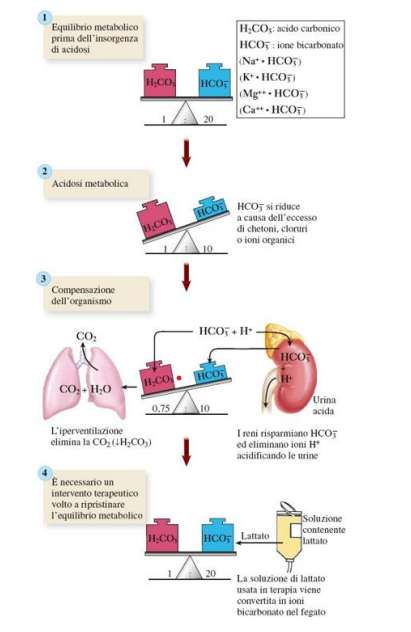 1
Equilibrio metabolico
prima dell'insorgenza
di acidosi
H₂CO₃: acido carbonico
HCO₃⁻ : ione bicarbonato
(Na⁺ • HCO₃⁻)
(K⁺ • HCO₃⁻)
(Mg⁺⁺ • HCO₃⁻)
(Ca⁺⁺ • HCO₃⁻)
H₂CO₃
HCO₃⁻
1 : 20
2
Acidosi metabolica
H₂CO₃
HCO₃⁻
1 : 10
HCO₃⁻ si riduce
a causa dell'eccesso
di chetoni, cloruri
o ioni organici
3
Compensazione
dell'organismo
HCO₃⁻ + H⁺
CO₂
CO₂ + H₂O
H₂CO₃
HCO₃⁻
0,75 : 10
HCO₃⁻
+
H⁺
Urina
acida
L'iperventilazione
elimina la CO₂ (↓H₂CO₃)
I reni risparmiano HCO₃⁻
ed eliminano ioni H⁺
acidificando le urine
4
È necessario un
intervento terapeutico
volto a ripristinare
l'equilibrio metabolico
H₂CO₃
HCO₃⁻
1 : 20
Lattato
Soluzione
contenente
lattato
La soluzione di lattato
usata in terapia viene
convertita in ioni
bicarbonato nel fegato